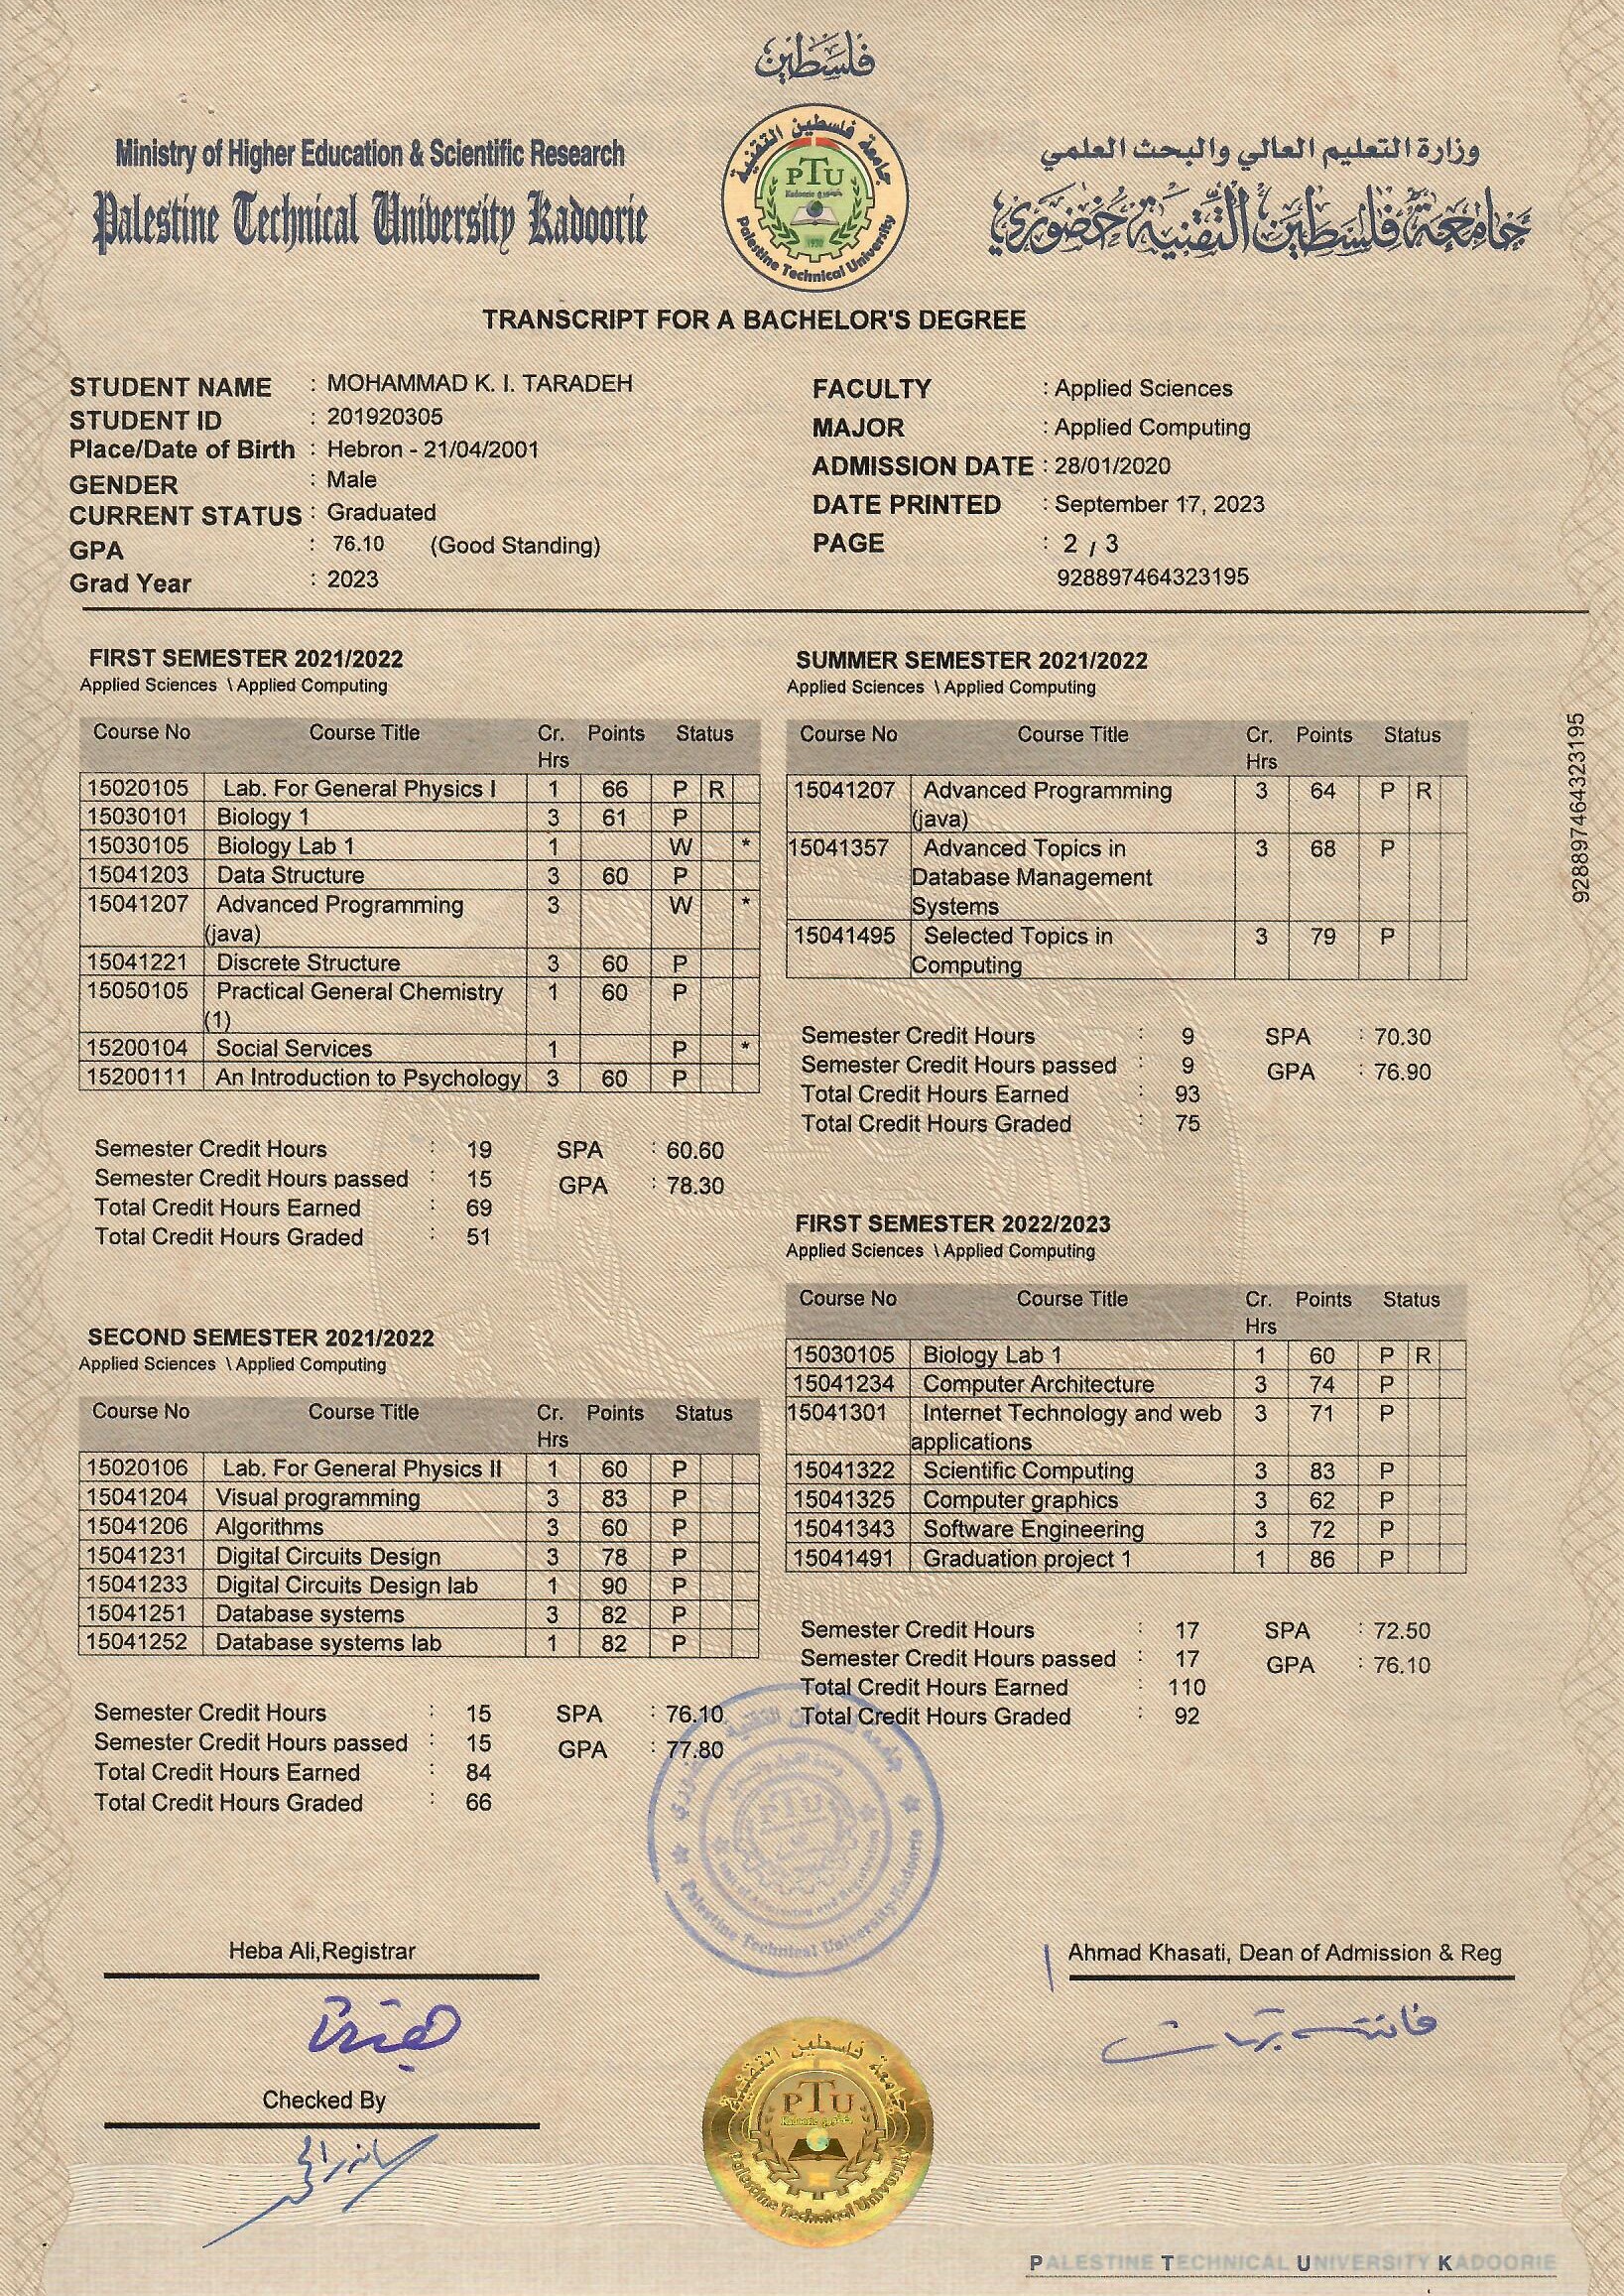 فلسطين
Ministry of Higher Education & Scientific Research
Palestine Technical University Kadoorie
جامعة فلسطين التقنية
PTU
Kadoorie خضوري
1930
Palestine Technical University
وزارة التعليم العالي والبحث العلمي
جامعة فلسطين التقنية خضوري
TRANSCRIPT FOR A BACHELOR'S DEGREE
STUDENT NAME : MOHAMMAD K. I. TARADEH
STUDENT ID : 201920305
Place/Date of Birth : Hebron - 21/04/2001
GENDER : Male
CURRENT STATUS : Graduated
GPA : 76.10 (Good Standing)
Grad Year : 2023
FACULTY : Applied Sciences
MAJOR : Applied Computing
ADMISSION DATE : 28/01/2020
DATE PRINTED : September 17, 2023
PAGE : 2 / 3
928897464323195
FIRST SEMESTER 2021/2022
Applied Sciences \ Applied Computing
Course No Course Title Cr. Points Status
Hrs
15020105 Lab. For General Physics I 1 66 P R
15030101 Biology 1 3 61 P
15030105 Biology Lab 1 1 W *
15041203 Data Structure 3 60 P
15041207 Advanced Programming 3 W *
(java)
15041221 Discrete Structure 3 60 P
15050105 Practical General Chemistry 1 60 P
(1)
15200104 Social Services 1 P *
15200111 An Introduction to Psychology 3 60 P
Semester Credit Hours : 19 SPA : 60.60
Semester Credit Hours passed : 15 GPA : 78.30
Total Credit Hours Earned : 69
Total Credit Hours Graded : 51
SECOND SEMESTER 2021/2022
Applied Sciences \ Applied Computing
Course No Course Title Cr. Points Status
Hrs
15020106 Lab. For General Physics II 1 60 P
15041204 Visual programming 3 83 P
15041206 Algorithms 3 60 P
15041231 Digital Circuits Design 3 78 P
15041233 Digital Circuits Design lab 1 90 P
15041251 Database systems 3 82 P
15041252 Database systems lab 1 82 P
Semester Credit Hours : 15 SPA : 76.10
Semester Credit Hours passed : 15 GPA : 77.80
Total Credit Hours Earned : 84
Total Credit Hours Graded : 66
SUMMER SEMESTER 2021/2022
Applied Sciences \ Applied Computing
Course No Course Title Cr. Points Status
Hrs
15041207 Advanced Programming 3 64 P R
(java)
15041357 Advanced Topics in 3 68 P
Database Management
Systems
15041495 Selected Topics in 3 79 P
Computing
Semester Credit Hours : 9 SPA : 70.30
Semester Credit Hours passed : 9 GPA : 76.90
Total Credit Hours Earned : 93
Total Credit Hours Graded : 75
FIRST SEMESTER 2022/2023
Applied Sciences \ Applied Computing
Course No Course Title Cr. Points Status
Hrs
15030105 Biology Lab 1 1 60 P R
15041234 Computer Architecture 3 74 P
15041301 Internet Technology and web 3 71 P
applications
15041322 Scientific Computing 3 83 P
15041325 Computer graphics 3 62 P
15041343 Software Engineering 3 72 P
15041491 Graduation project 1 1 86 P
Semester Credit Hours : 17 SPA : 72.50
Semester Credit Hours passed : 17 GPA : 76.10
Total Credit Hours Earned : 110
Total Credit Hours Graded : 92
928897464323195
PTU
Palestine Technical University Kadoorie
Heba Ali,Registrar
Ahmad Khasati, Dean of Admission & Reg
Checked By
جامعة فلسطين التقنية
PTU
Kadoorie خضوري
Palestine Technical University
PALESTINE TECHNICAL UNIVERSITY KADOORIE